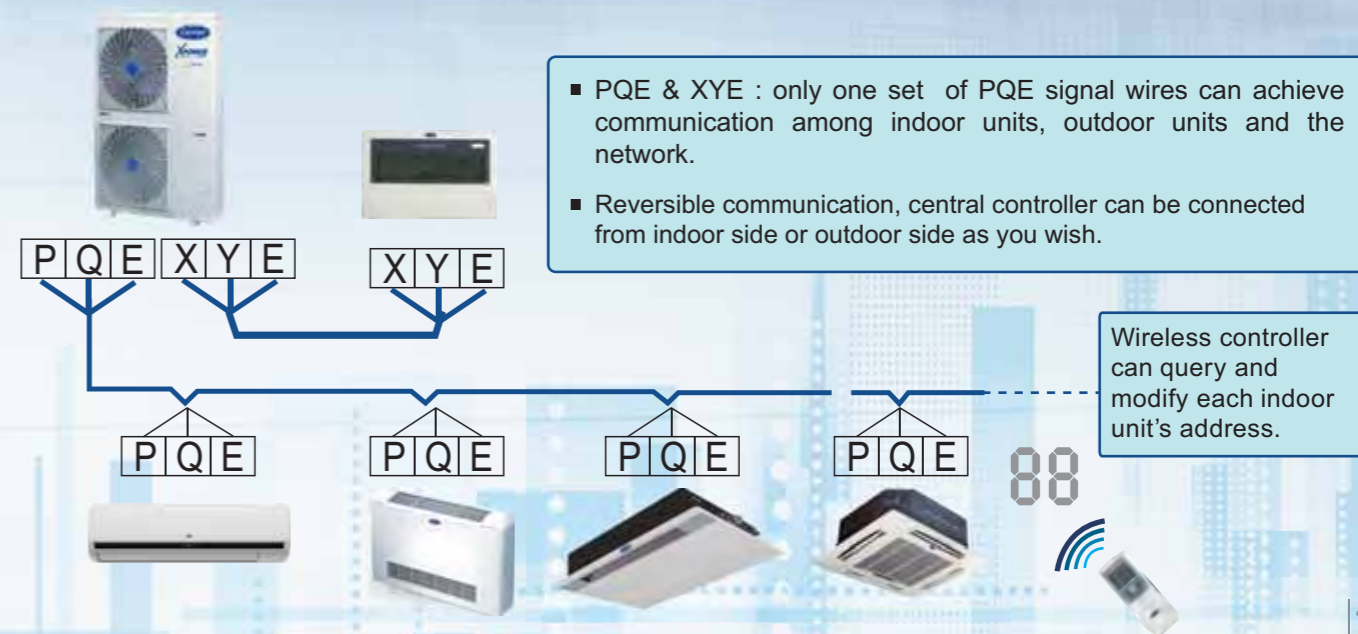 Carrier
PQE & XYE : only one set of PQE signal wires can achieve
communication among indoor units, outdoor units and the
network.
Reversible communication, central controller can be connected
from indoor side or outdoor side as you wish.
P Q E X Y E
X Y E
Wireless controller
can query and
modify each indoor
unit's address.
P Q E
P Q E
P Q E
P Q E
88